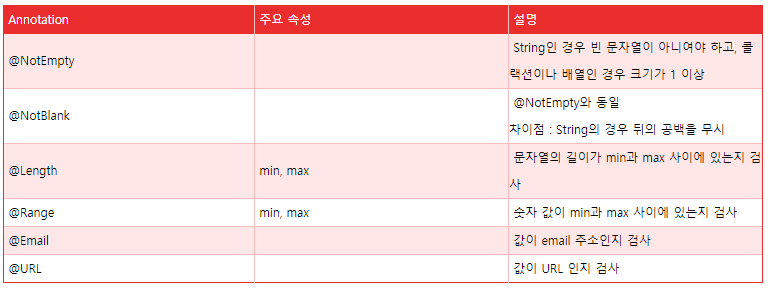 Annotation 주요 속성 설명
@NotEmpty String인 경우 빈 문자열이 아니여야 하고, 콜
랙션이나 배열인 경우 크기가 1 이상
@NotBlank @NotEmpty와 동일
차이점 : String의 경우 뒤의 공백을 무시
@Length min, max 문자열의 길이가 min과 max 사이에 있는지 검
사
@Range min, max 숫자 값이 min과 max 사이에 있는지 검사
@Email 값이 email 주소인지 검사
@URL 값이 URL 인지 검사